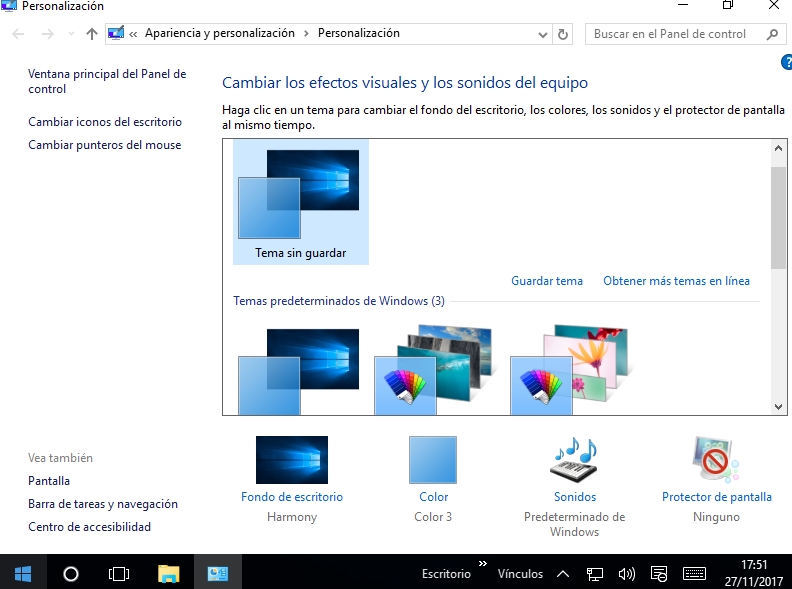 Personalización
« Apariencia y personalización › Personalización
Buscar en el Panel de control
?
Ventana principal del Panel de
control
Cambiar iconos del escritorio
Cambiar punteros del mouse
Cambiar los efectos visuales y los sonidos del equipo
Haga clic en un tema para cambiar el fondo del escritorio, los colores, los sonidos y el protector de pantalla
al mismo tiempo.
Tema sin guardar
Guardar tema
Obtener más temas en línea
Temas predeterminados de Windows (3)
Vea también
Pantalla
Barra de tareas y navegación
Centro de accesibilidad
Fondo de escritorio
Harmony
Color
Color 3
Sonidos
Predeterminado de
Windows
Protector de pantalla
Ninguno
Escritorio » Vínculos
17:51
27/11/2017